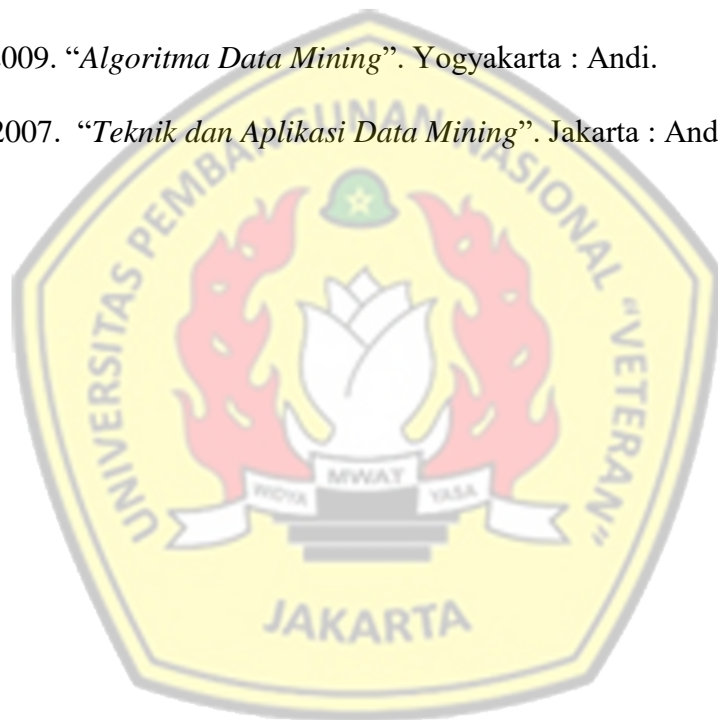 009. “Algoritma Data Mining”. Yogyakarta : Andi.
2007. “Teknik dan Aplikasi Data Mining”. Jakarta : And
UNIVERSITAS PEMBANGUNAN NASIONAL "VETERAN"
WIDYA MWAT YASA
JAKARTA